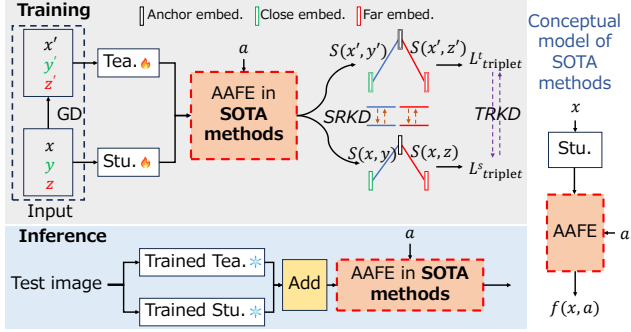 Training
Anchor embed.
Close embed.
Far embed.
x'
y'
z'
GD
x
y
z
Input
Tea.
Stu.
a
AAFE in
SOTA
methods
S(x', y')
S(x', z')
L^t_triplet
SRKD
TRKD
S(x, y)
S(x, z)
L^s_triplet
Inference
Test image
Trained Tea.
Trained Stu.
Add
a
AAFE in SOTA
methods
Conceptual
model of
SOTA
methods
x
Stu.
AAFE
a
f(x, a)